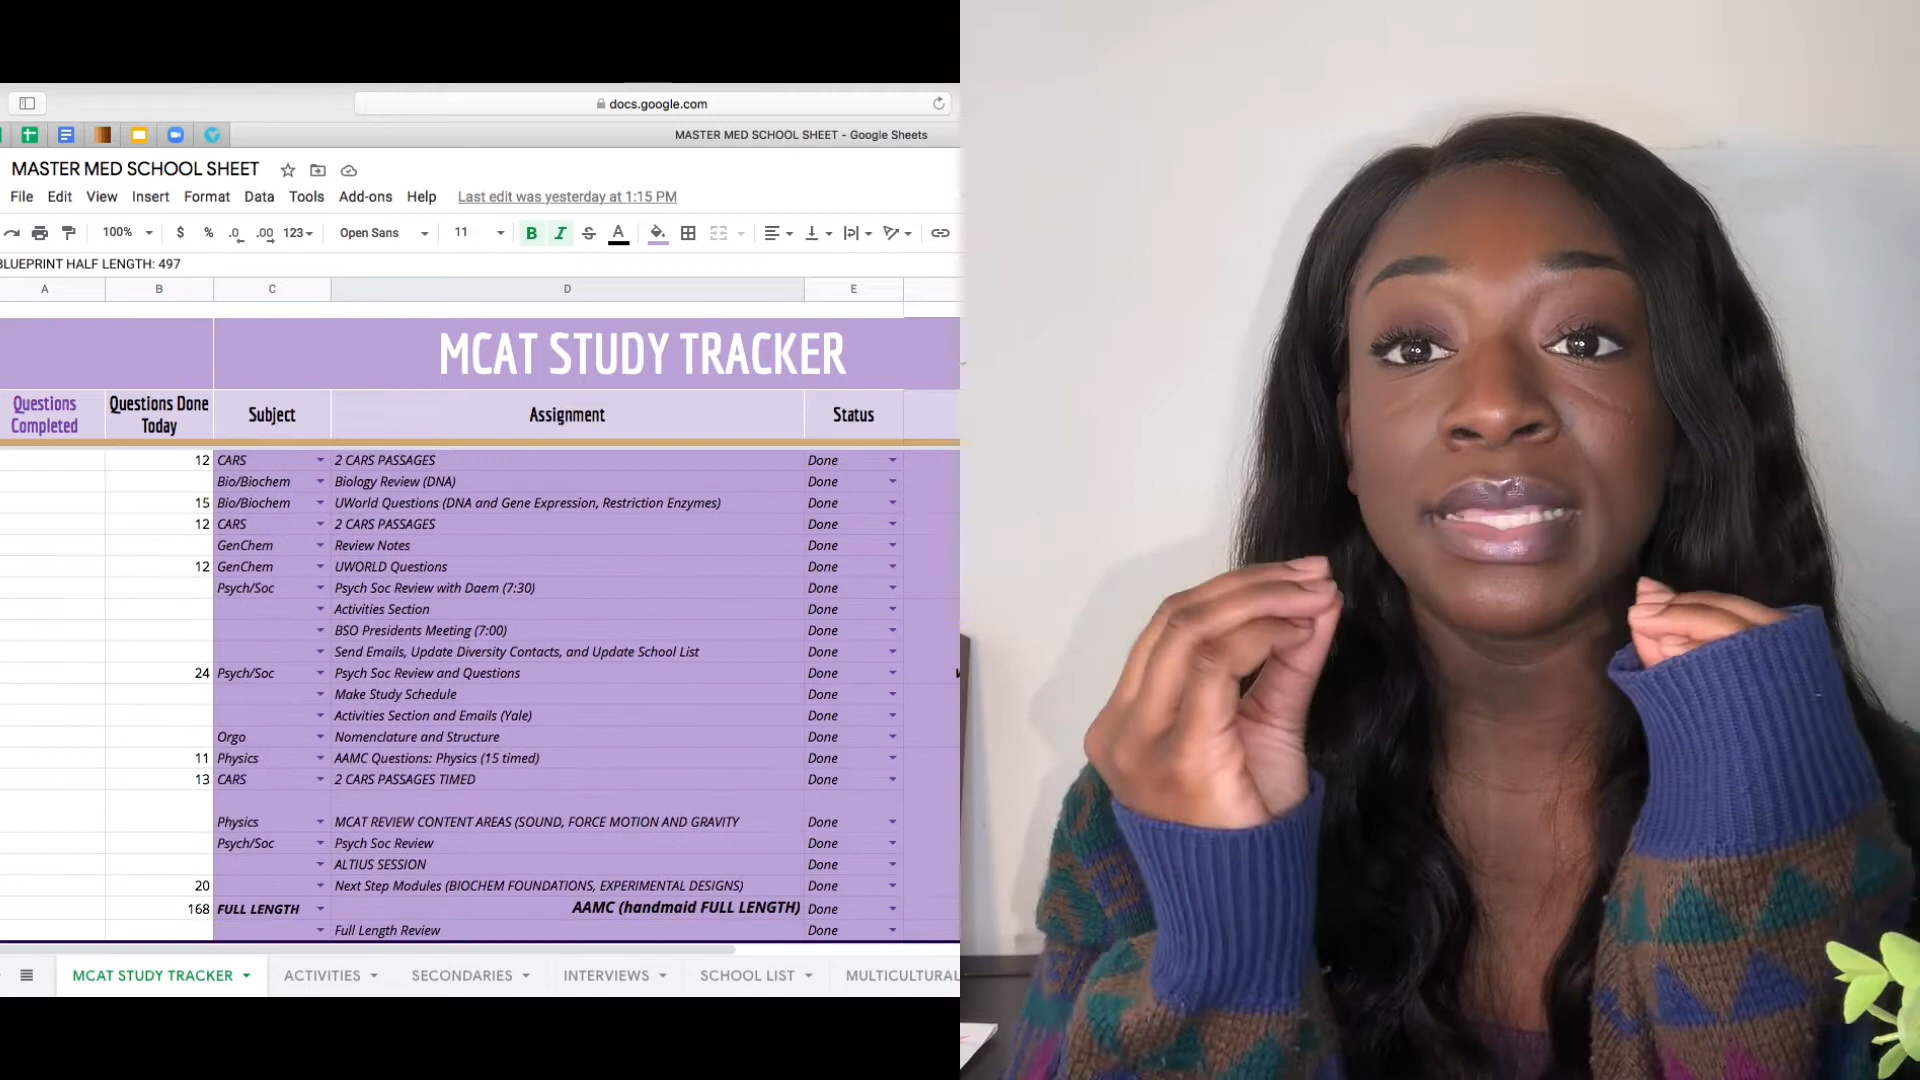 docs.google.com
MASTER MED SCHOOL SHEET - Google Sheets
MASTER MED SCHOOL SHEET
File Edit View Insert Format Data Tools Add-ons Help Last edit was yesterday at 1:15 PM
100% $ % .0 .00 123 Open Sans 11 B I S A
BLUEPRINT HALF LENGTH: 497
A B C D E
MCAT STUDY TRACKER
Questions Completed Questions Done Today Subject Assignment Status
12 CARS 2 CARS PASSAGES Done
Bio/Biochem Biology Review (DNA) Done
15 Bio/Biochem UWorld Questions (DNA and Gene Expression, Restriction Enzymes) Done
12 CARS 2 CARS PASSAGES Done
GenChem Review Notes Done
12 GenChem UWORLD Questions Done
Psych/Soc Psych Soc Review with Daem (7:30) Done
Activities Section Done
BSO Presidents Meeting (7:00) Done
Send Emails, Update Diversity Contacts, and Update School List Done
24 Psych/Soc Psych Soc Review and Questions Done
Make Study Schedule Done
Activities Section and Emails (Yale) Done
Orgo Nomenclature and Structure Done
11 Physics AAMC Questions: Physics (15 timed) Done
13 CARS 2 CARS PASSAGES TIMED Done
Physics MCAT REVIEW CONTENT AREAS (SOUND, FORCE MOTION AND GRAVITY Done
Psych/Soc Psych Soc Review Done
ALTIUS SESSION Done
20 Next Step Modules (BIOCHEM FOUNDATIONS, EXPERIMENTAL DESIGNS) Done
168 FULL LENGTH AAMC (handmaid FULL LENGTH) Done
Full Length Review Done
MCAT STUDY TRACKER ACTIVITIES SECONDARIES INTERVIEWS SCHOOL LIST MULTICULTURAL